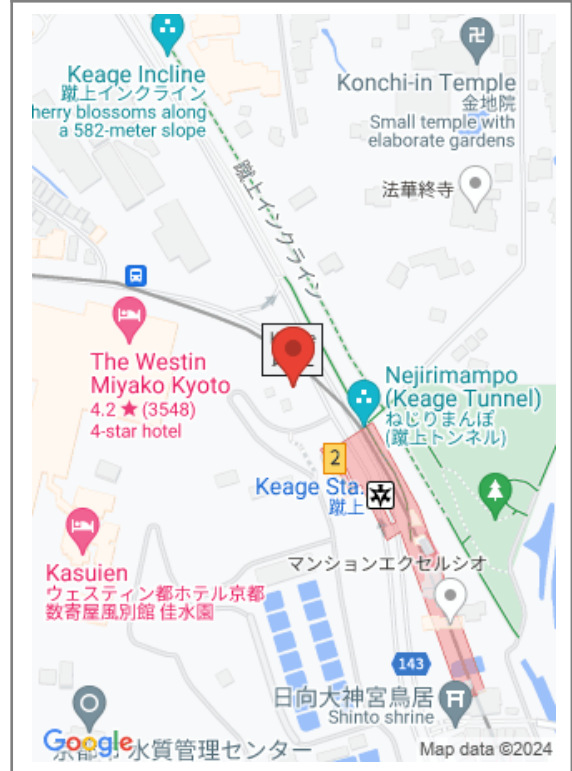 Keage Incline
蹴上インクライン
herry blossoms along
a 582-meter slope
Konchi-in Temple
金地院
Small temple with
elaborate gardens
法華終寺
蹴上インクライン
The Westin
Miyako Kyoto
4.2 ★ (3548)
4-star hotel
Nejirimampo
(Keage Tunnel)
ねじりまんぽ
(蹴上トンネル)
2
Keage Sta.
蹴上
マンションエクセルシオ
Kasuien
ウェスティン都ホテル京都
数寄屋風別館 佳水園
143
日向大神宮鳥居
Shinto shrine
Google
水質管理センター
Map data ©2024